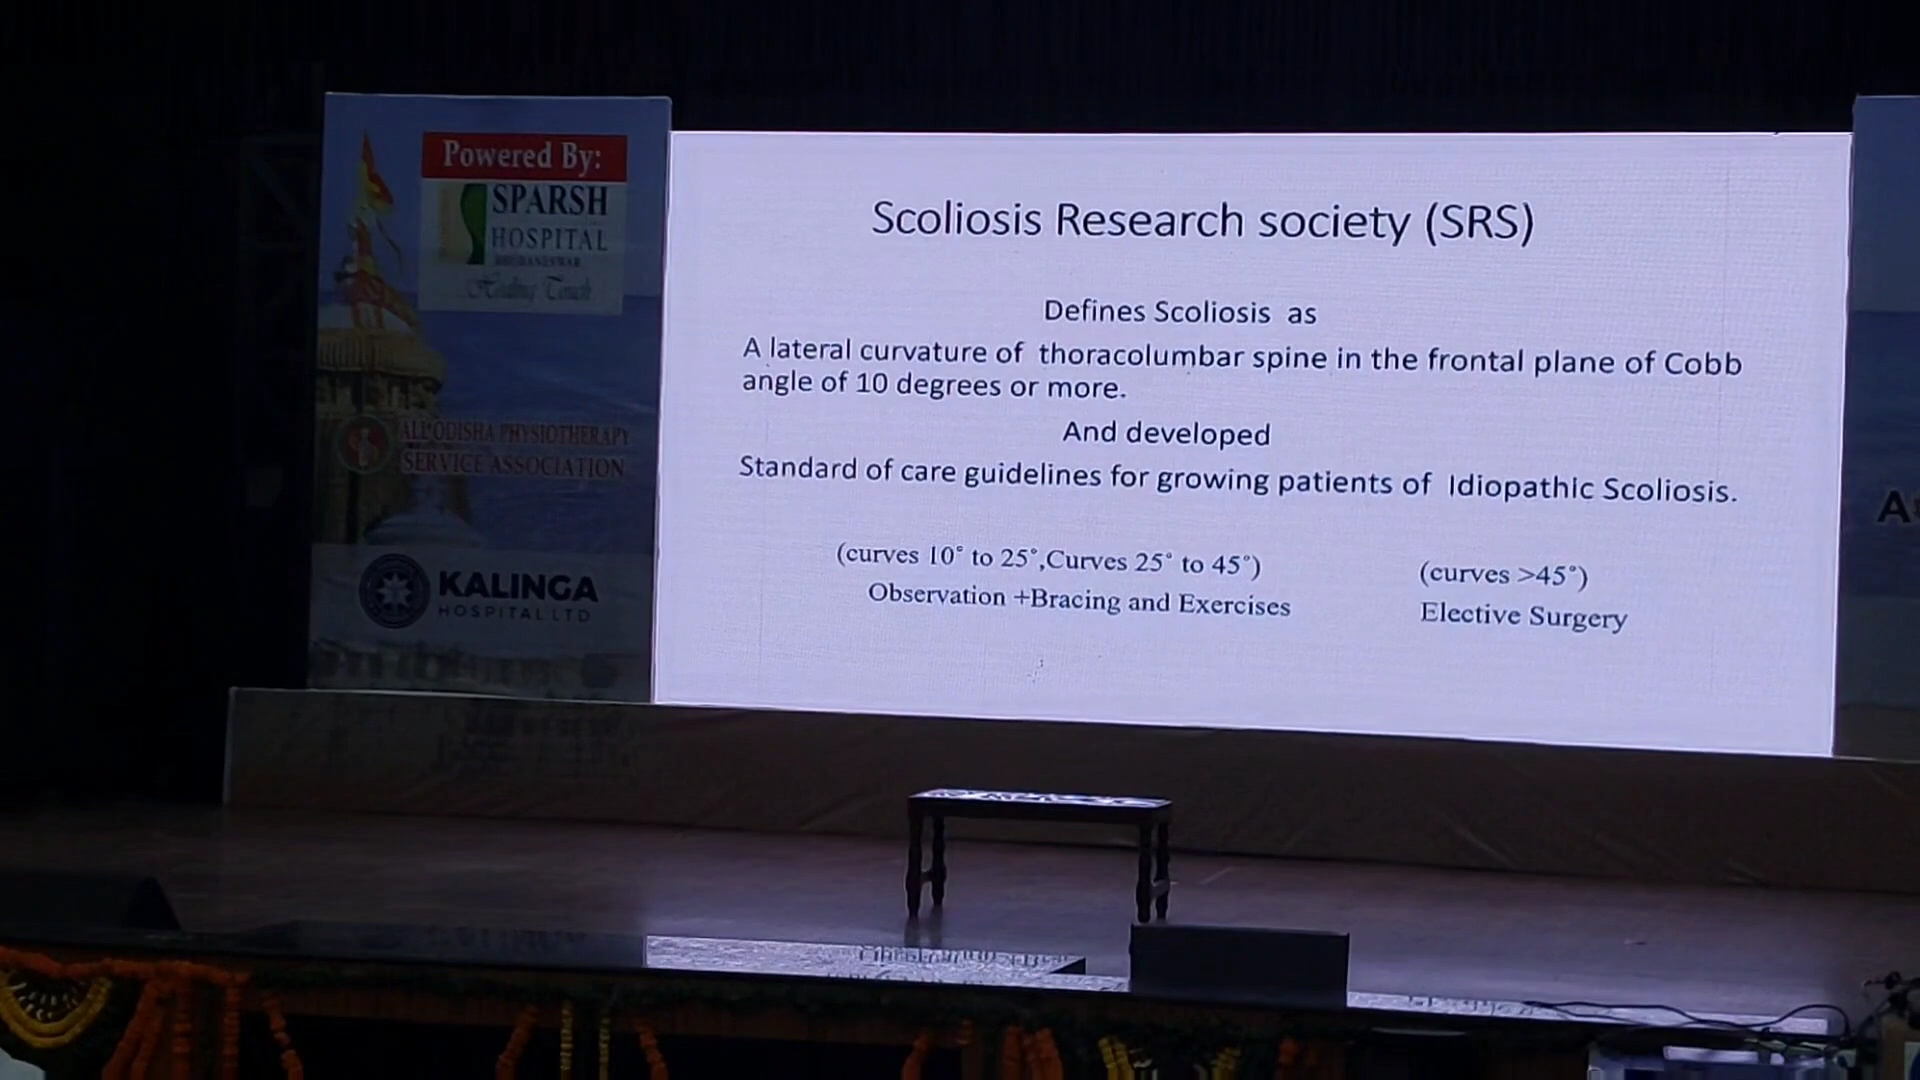 Powered By:
SPARSH
HOSPITAL
BHUBANESWAR
Healing Touch
ALL ODISHA PHYSIOTHERAPY
SERVICE ASSOCIATION
KALINGA
HOSPITAL LTD
Scoliosis Research society (SRS)
Defines Scoliosis as
A lateral curvature of thoracolumbar spine in the frontal plane of Cobb
angle of 10 degrees or more.
And developed
Standard of care guidelines for growing patients of Idiopathic Scoliosis.
(curves 10° to 25°,Curves 25° to 45°) (curves >45°)
Observation +Bracing and Exercises Elective Surgery